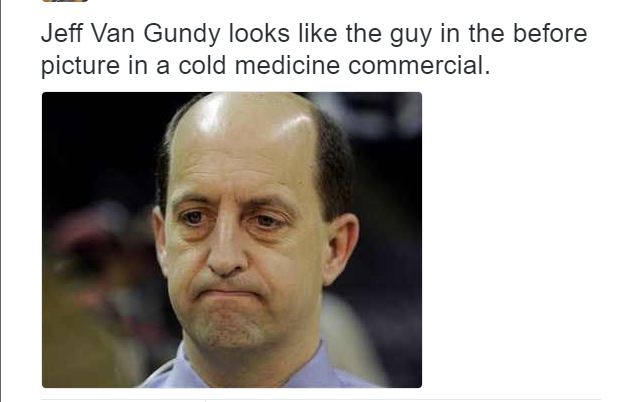 Jeff Van Gundy looks like the guy in the before
picture in a cold medicine commercial.